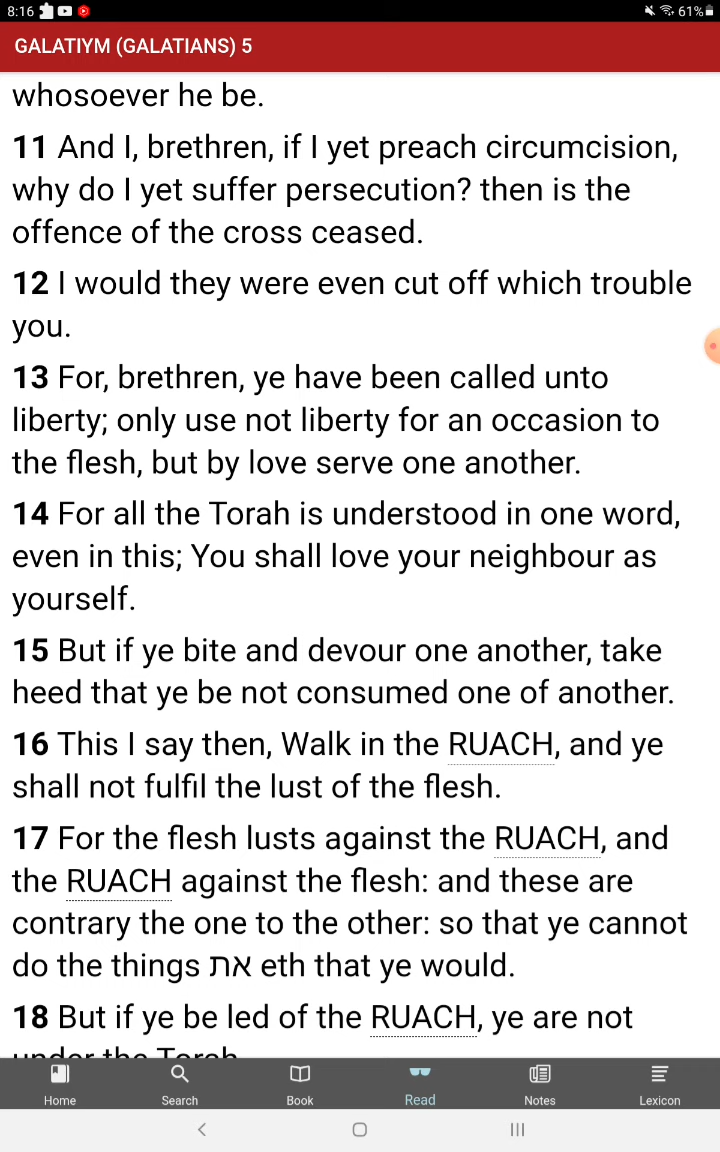 8:16
61%
GALATIYM (GALATIANS) 5
whosoever he be.
11 And I, brethren, if I yet preach circumcision,
why do I yet suffer persecution? then is the
offence of the cross ceased.
12 I would they were even cut off which trouble
you.
13 For, brethren, ye have been called unto
liberty; only use not liberty for an occasion to
the flesh, but by love serve one another.
14 For all the Torah is understood in one word,
even in this; You shall love your neighbour as
yourself.
15 But if ye bite and devour one another, take
heed that ye be not consumed one of another.
16 This I say then, Walk in the RUACH, and ye
shall not fulfil the lust of the flesh.
17 For the flesh lusts against the RUACH, and
the RUACH against the flesh: and these are
contrary the one to the other: so that ye cannot
do the things את eth that ye would.
18 But if ye be led of the RUACH, ye are not
under the Torah
Home Search Book Read Notes Lexicon